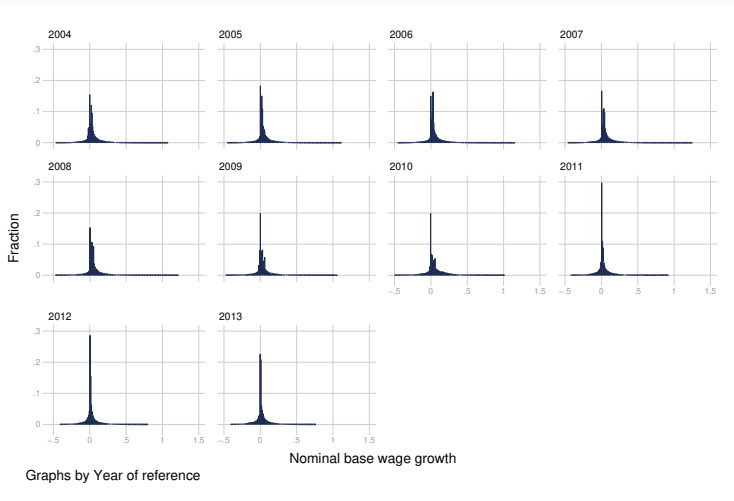 2004 2005 2006 2007
.3
.2
.1
0
2008 2009 2010 2011
.3
.2
.1
0
-.5 0 .5 1 1.5 -.5 0 .5 1 1.5
2012 2013
.3
.2
.1
0
-.5 0 .5 1 1.5 -.5 0 .5 1 1.5
Fraction
Nominal base wage growth
Graphs by Year of reference